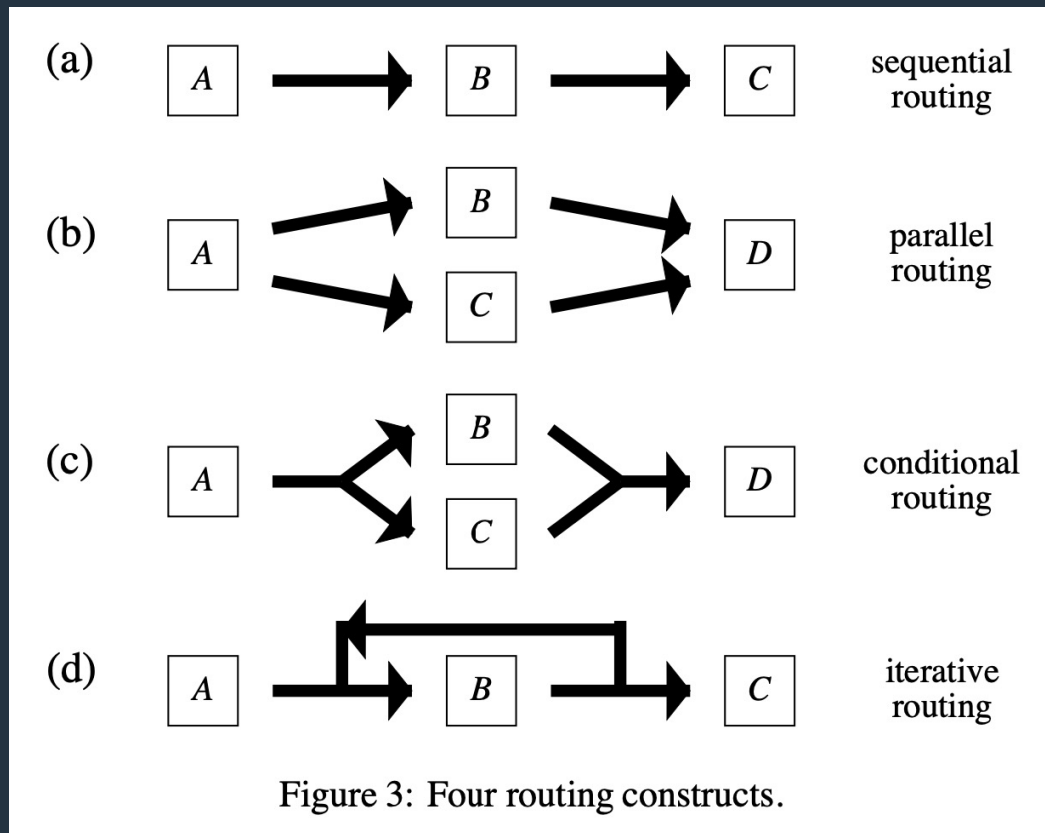 (a)
A
B
C
sequential
routing
(b)
A
B
C
D
parallel
routing
(c)
A
B
C
D
conditional
routing
(d)
A
B
C
iterative
routing
Figure 3: Four routing constructs.